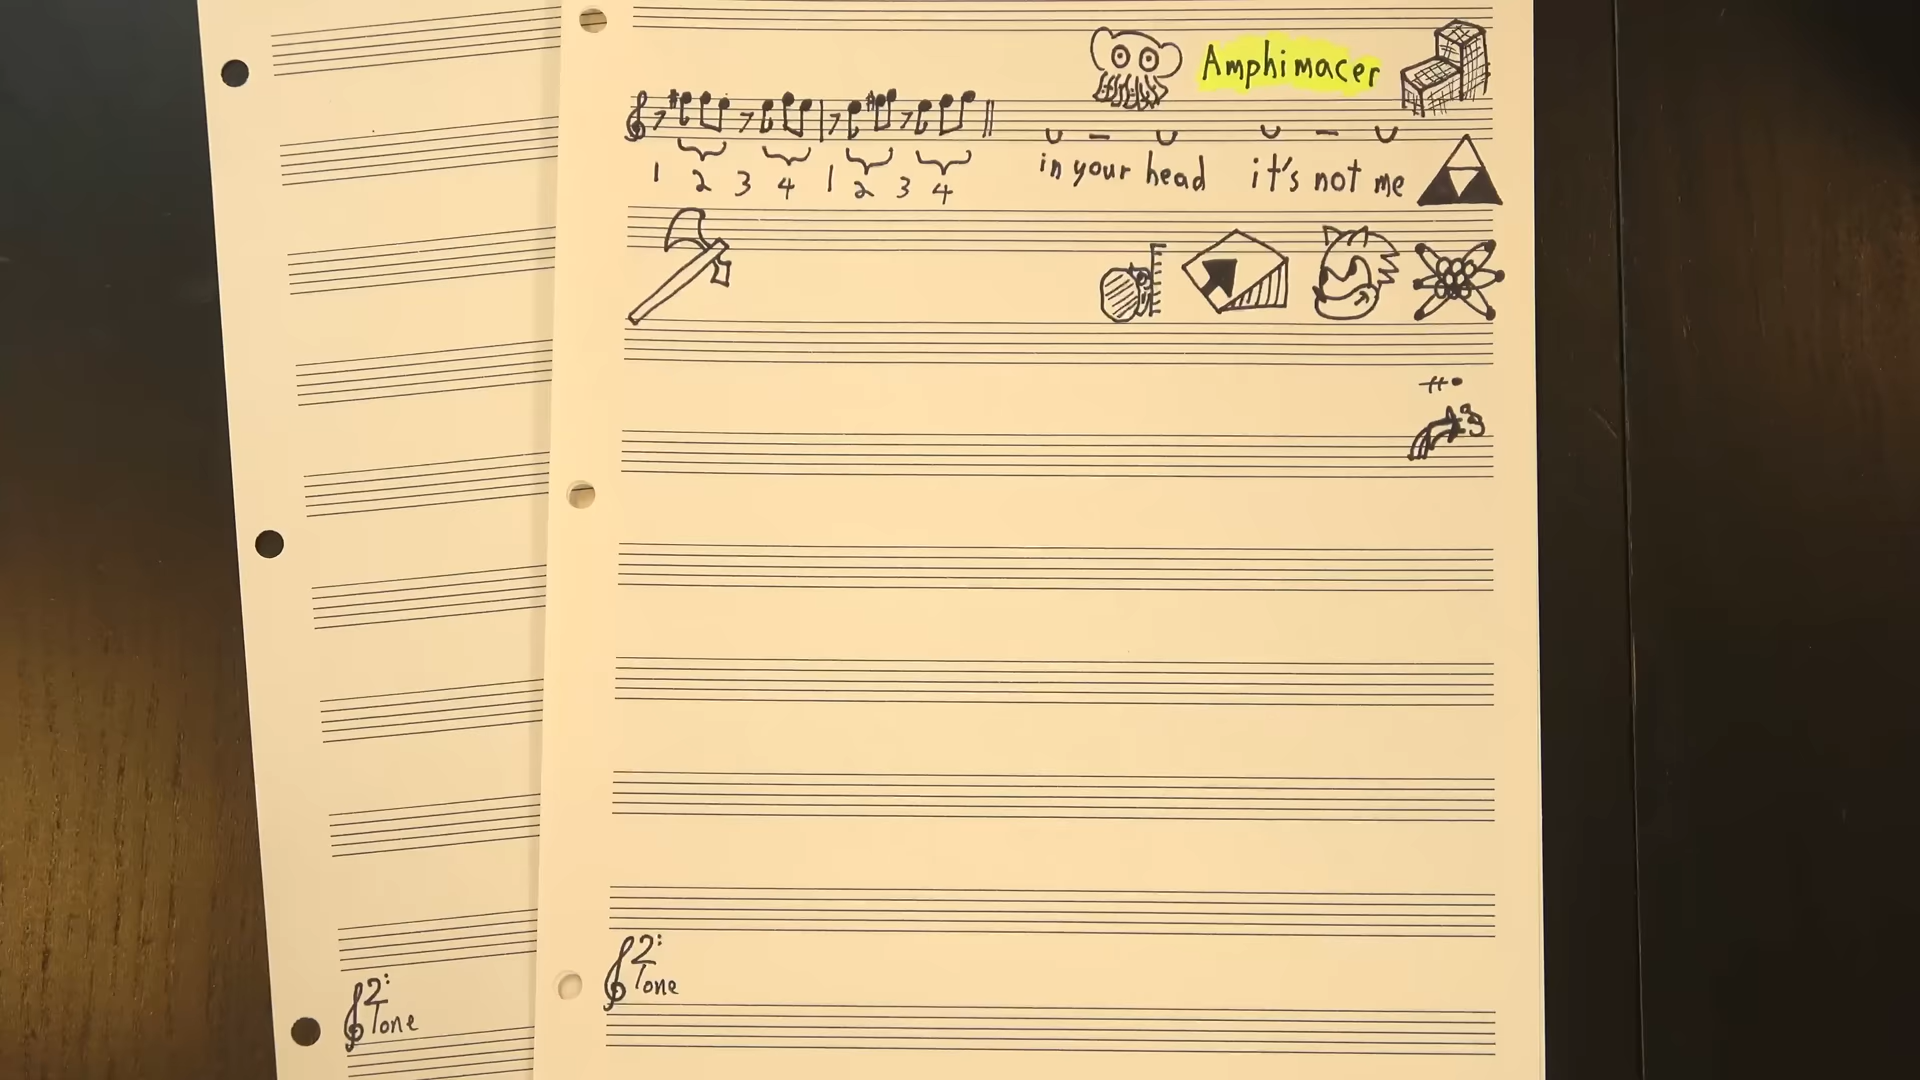 Amphimacer
1 2 3 4 1 2 3 4
in your head it's not me
2:
Tone
2:
Tone